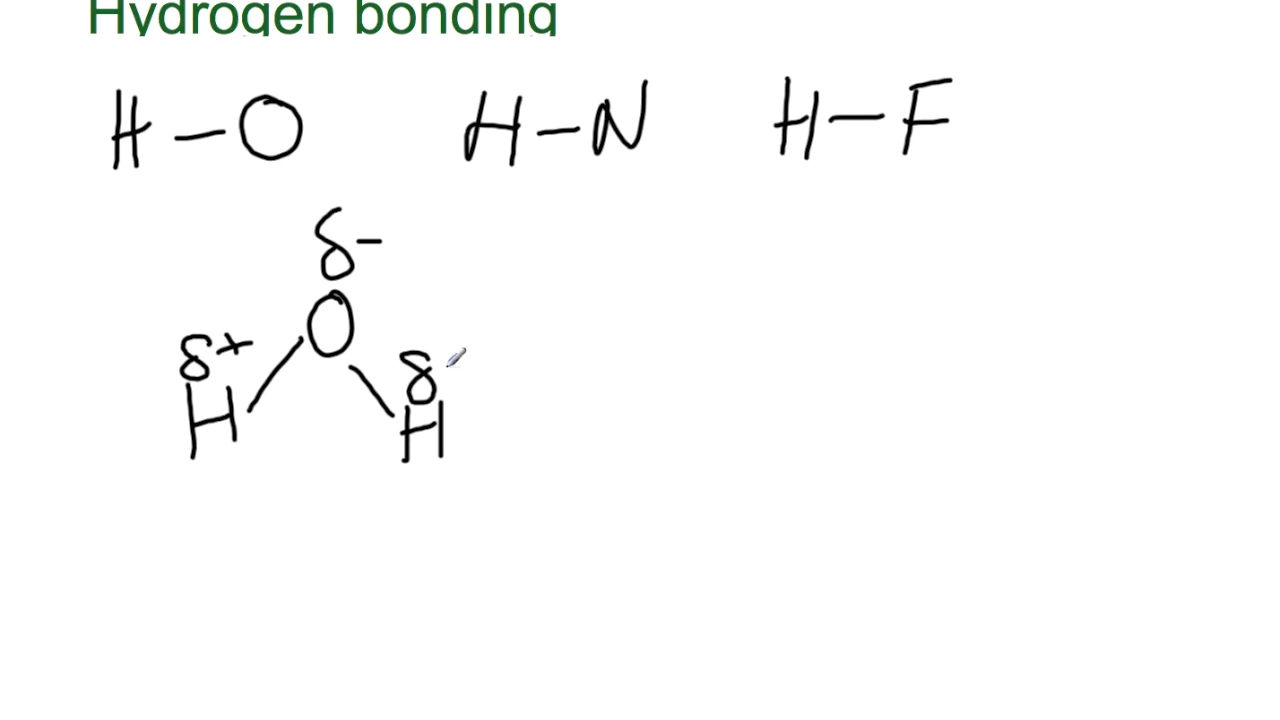 Hydrogen bonding
H–O H–N H–F
δ-
O
δ+ δ
H H